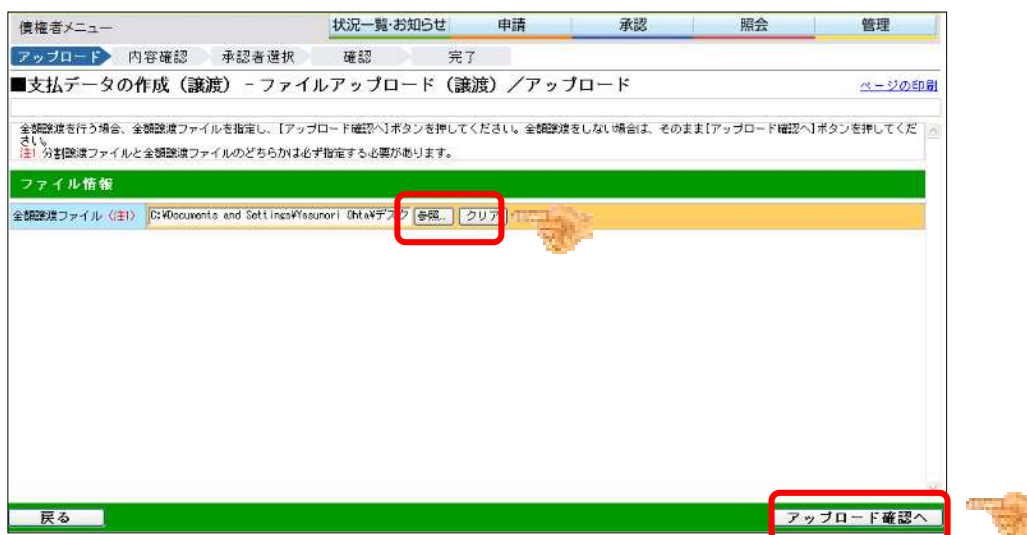 債権者メニュー 状況一覧・お知らせ 申請 承認 照会 管理
アップロード 内容確認 承認者選択 確認 完了
■支払データの作成（譲渡） －ファイルアップロード（譲渡）／アップロード ページの印刷
全額譲渡を行う場合、全額譲渡ファイルを指定し、【アップロード確認へ】ボタンを押してください。全額譲渡をしない場合は、そのまま【アップロード確認へ】ボタンを押してくだ
さい。
注1 分割譲渡ファイルと全額譲渡ファイルのどちらかは必ず指定する必要があります。
ファイル情報
全額譲渡ファイル（注1） C:¥Documents and Settings¥Yasunori Ohta¥デスク 参照... クリア
戻る アップロード確認へ